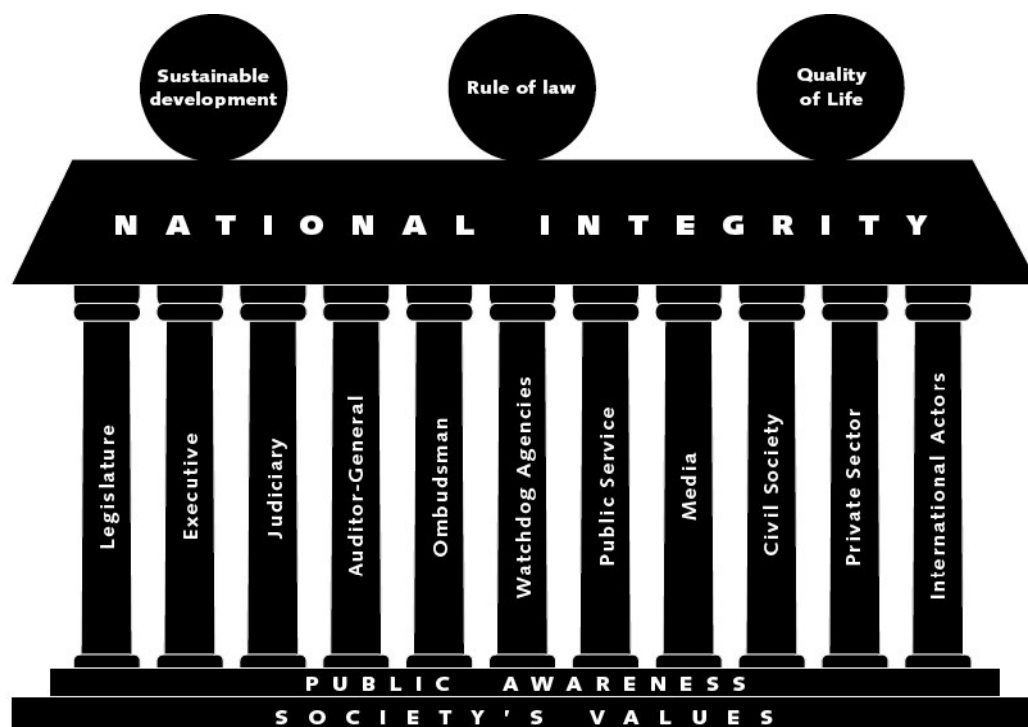 Sustainable
development
Rule of law
Quality
of Life
NATIONAL INTEGRITY
Legislature
Executive
Judiciary
Auditor-General
Ombudsman
Watchdog Agencies
Public Service
Media
Civil Society
Private Sector
International Actors
PUBLIC AWARENESS
SOCIETY'S VALUES